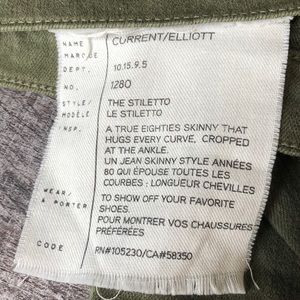 NAME/ CURRENT/ELLIOTT
MARQUE
DEPT. 10.15.9.5
NO. 1280
STYLE/ THE STILETTO
MODÈLE LE STILETTO
INSP. A TRUE EIGHTIES SKINNY THAT
HUGS EVERY CURVE, CROPPED
AT THE ANKLE.
UN JEAN SKINNY STYLE ANNÉES
80 QUI ÉPOUSE TOUTES LES
COURBES : LONGUEUR CHEVILLES
WEAR/ TO SHOW OFF YOUR FAVORITE
À PORTER SHOES.
POUR MONTRER VOS CHAUSSURES
PRÉFÉRÉES
CODE RN#105230/CA#58350